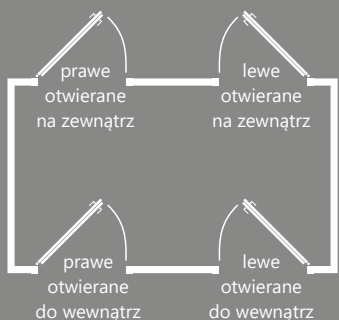 prawe
otwierane
na zewnątrz
lewe
otwierane
na zewnątrz
prawe
otwierane
do wewnątrz
lewe
otwierane
do wewnątrz